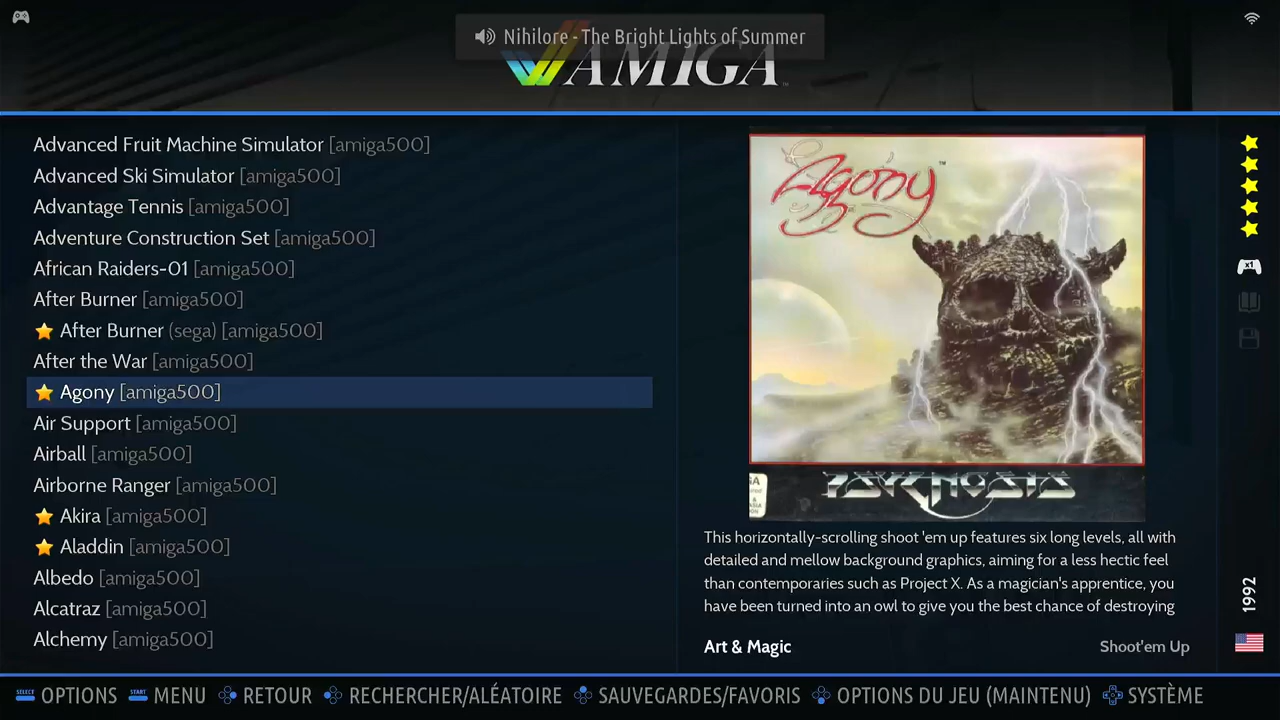 Nihilore - The Bright Lights of Summer
AMIGA
Advanced Fruit Machine Simulator [amiga500]
Advanced Ski Simulator [amiga500]
Advantage Tennis [amiga500]
Adventure Construction Set [amiga500]
African Raiders-01 [amiga500]
After Burner [amiga500]
After Burner (sega) [amiga500]
After the War [amiga500]
Agony [amiga500]
Air Support [amiga500]
Airball [amiga500]
Airborne Ranger [amiga500]
Akira [amiga500]
Aladdin [amiga500]
Albedo [amiga500]
Alcatraz [amiga500]
Alchemy [amiga500]
Agony ™
PSYGNOSIS
x1
This horizontally-scrolling shoot 'em up features six long levels, all with
detailed and mellow background graphics, aiming for a less hectic feel
than contemporaries such as Project X. As a magician's apprentice, you
have been turned into an owl to give you the best chance of destroying
Art & Magic
Shoot'em Up
1992
SELECT OPTIONS START MENU RETOUR RECHERCHER/ALÉATOIRE SAUVEGARDES/FAVORIS OPTIONS DU JEU (MAINTENU) SYSTÈME